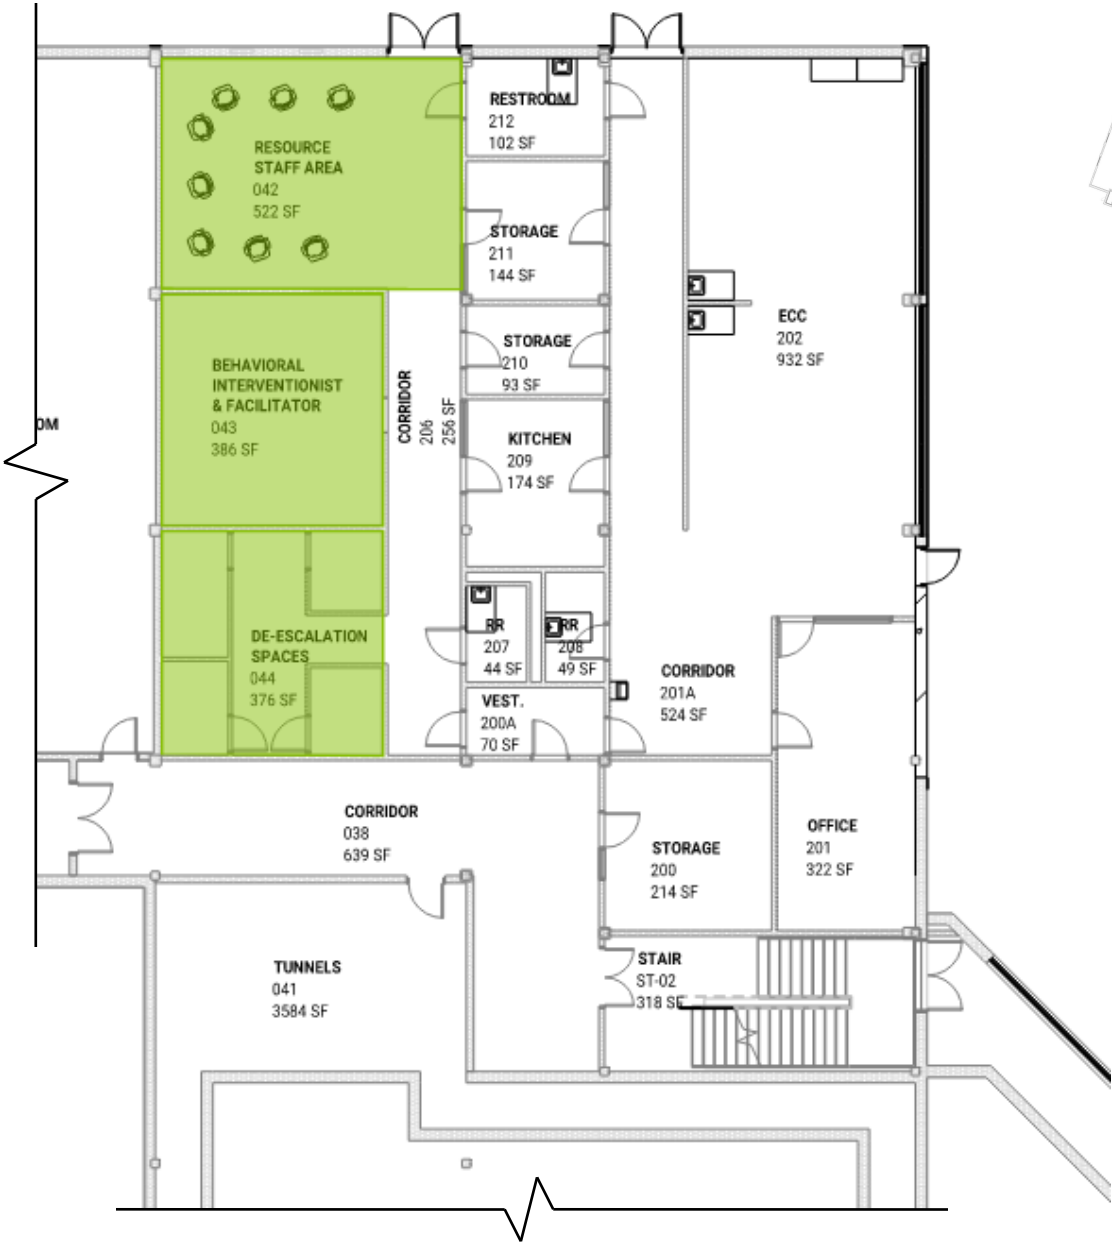 RESTROOM
212
102 SF
RESOURCE
STAFF AREA
042
522 SF
STORAGE
211
144 SF
ECC
202
932 SF
STORAGE
210
93 SF
BEHAVIORAL
INTERVENTIONIST
& FACILITATOR
043
386 SF
CORRIDOR
206
256 SF
OM
KITCHEN
209
174 SF
RR
207
44 SF
RR
208
49 SF
DE-ESCALATION
SPACES
044
376 SF
CORRIDOR
201A
524 SF
VEST.
200A
70 SF
CORRIDOR
038
639 SF
OFFICE
201
322 SF
STORAGE
200
214 SF
STAIR
ST-02
318 SF
TUNNELS
041
3584 SF